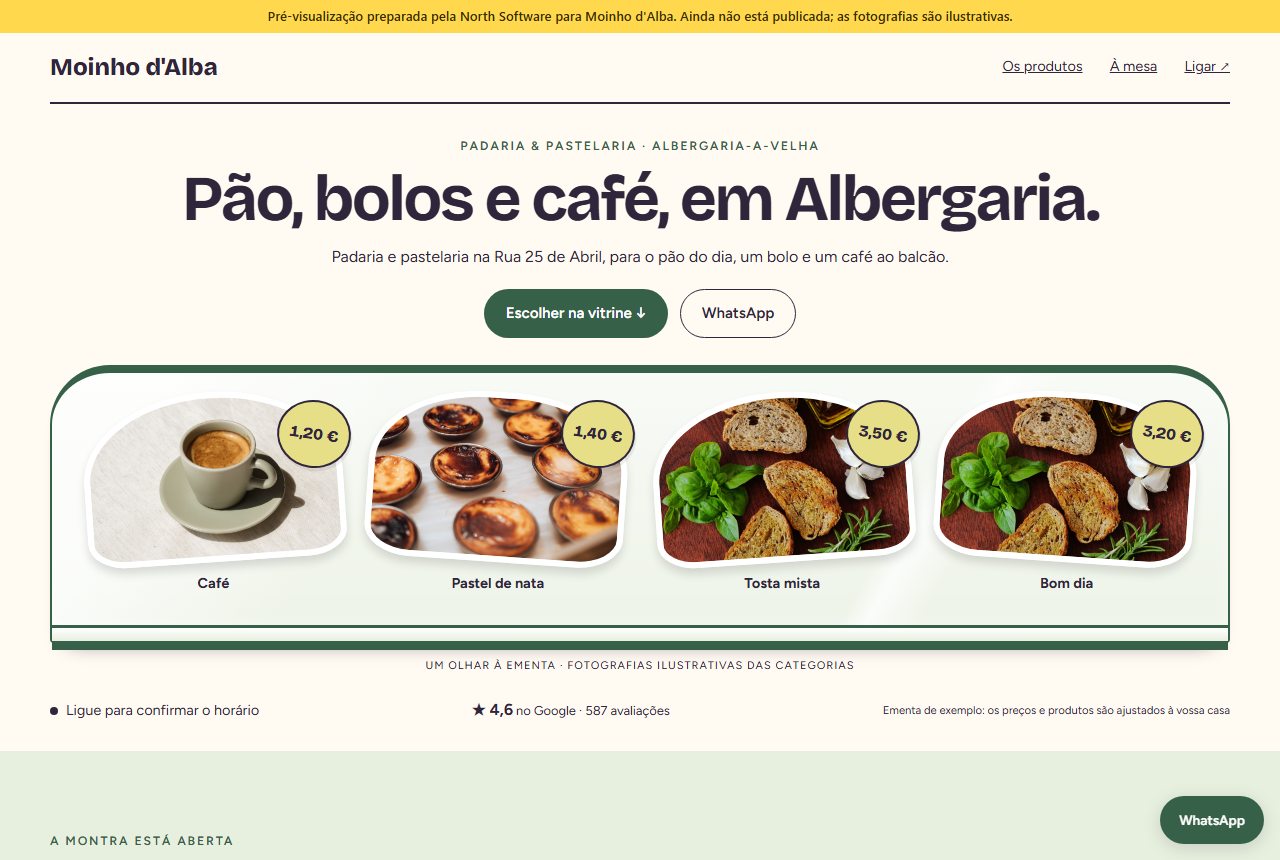 Pré-visualização preparada pela North Software para Moinho d'Alba. Ainda não está publicada; as fotografias são ilustrativas.
Moinho d'Alba
Os produtos
À mesa
Ligar ↗
PADARIA & PASTELARIA · ALBERGARIA-A-VELHA
Pão, bolos e café, em Albergaria.
Padaria e pastelaria na Rua 25 de Abril, para o pão do dia, um bolo e um café ao balcão.
Escolher na vitrine ↓
WhatsApp
1,20 €
1,40 €
3,50 €
3,20 €
Café
Pastel de nata
Tosta mista
Bom dia
UM OLHAR À EMENTA · FOTOGRAFIAS ILUSTRATIVAS DAS CATEGORIAS
Ligue para confirmar o horário
★ 4,6 no Google · 587 avaliações
Ementa de exemplo: os preços e produtos são ajustados à vossa casa
WhatsApp
A MONTRA ESTÁ ABERTA